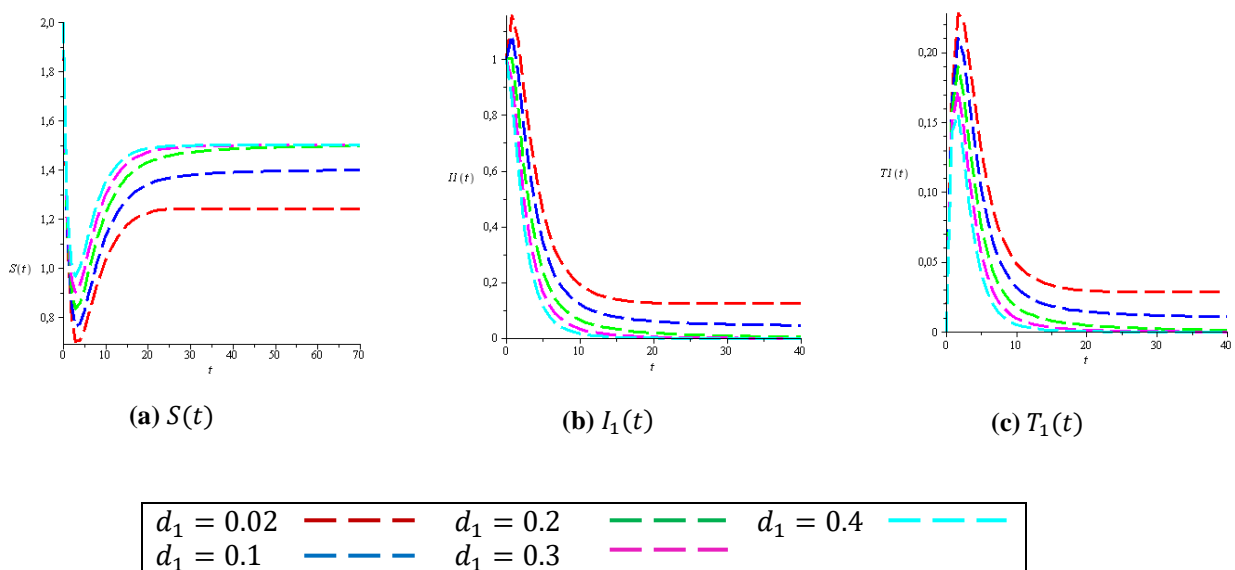 2,0
1,8
1,6
1,4
1,2
S(t) 1,0
0,8
0 10 20 30 40 50 60 70
t
(a) S(t)
1
0,8
0,6
I1(t)
0,4
0,2
0
0 10 20 30 40
t
(b) I₁(t)
0,20
0,15
T1(t)
0,10
0,05
0
0 10 20 30 40
t
(c) T₁(t)
d₁ = 0.02 d₁ = 0.2 d₁ = 0.4
d₁ = 0.1 d₁ = 0.3